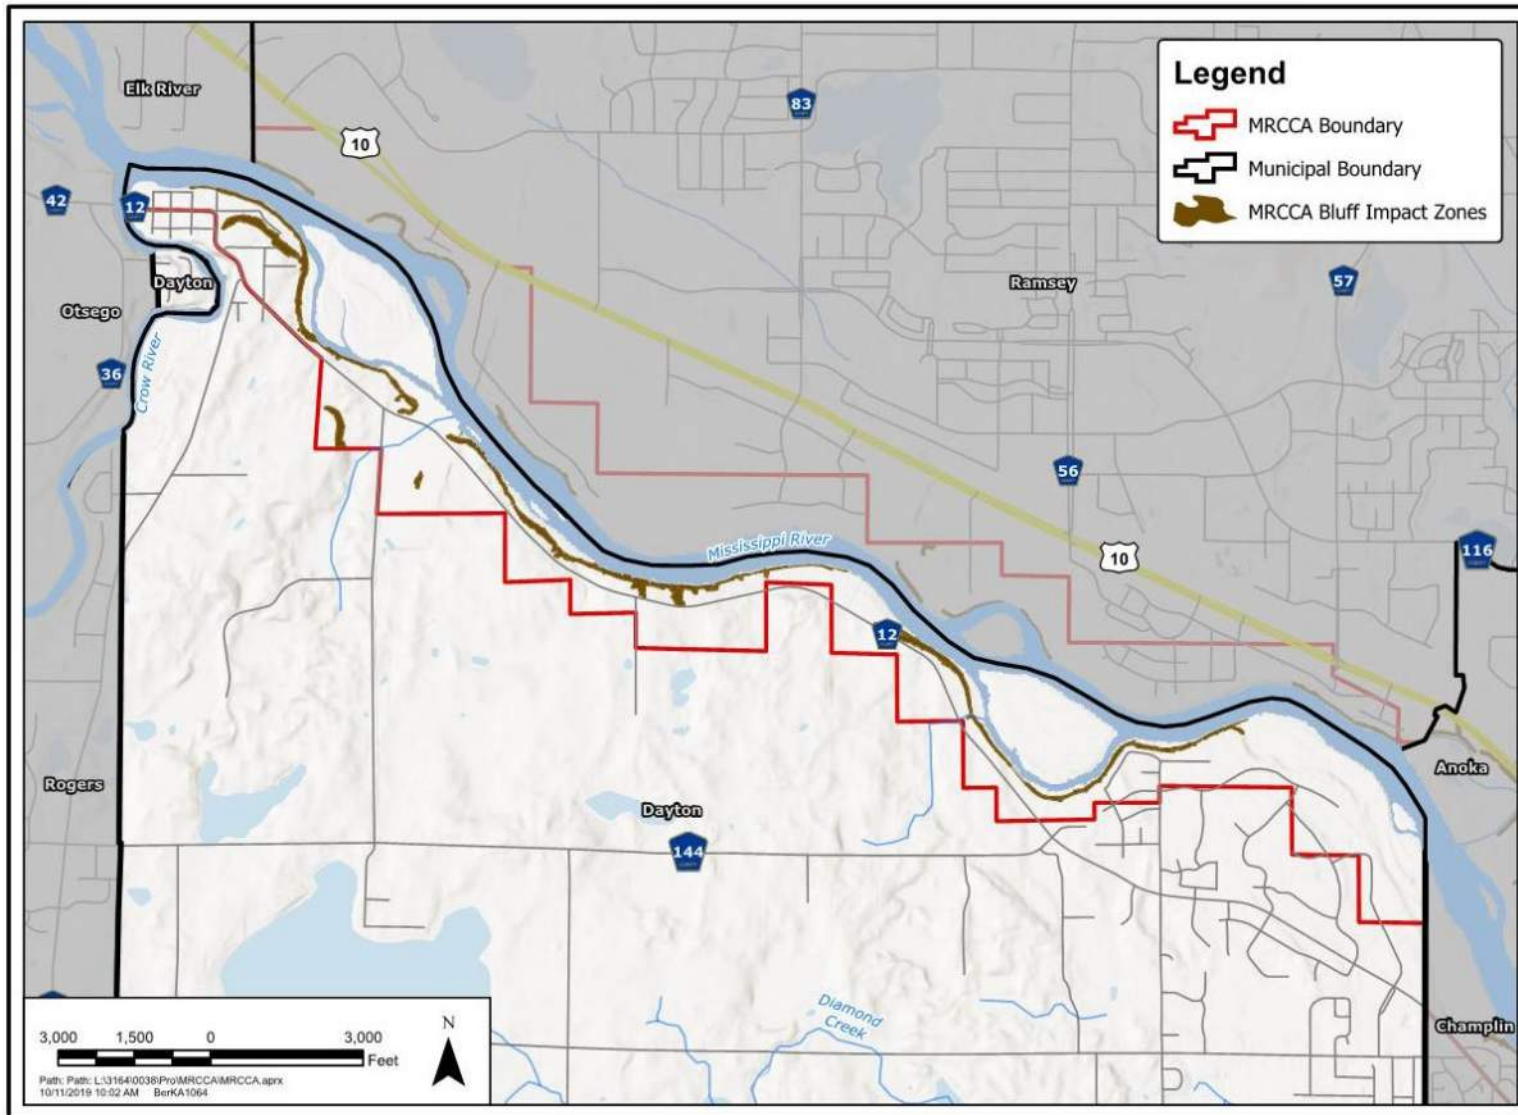 Legend
MRCCA Boundary
Municipal Boundary
MRCCA Bluff Impact Zones
Elk River
83
10
42
12
Dayton
Otsego
Ramsey
57
36
Crow River
56
Mississippi River
10
116
12
Rogers
Anoka
Dayton
144
Diamond
Creek
Champlin
3,000 1,500 0 3,000
Feet
N
Path: Path: L:\3164\0038\Pro\MRCCA\MRCCA.aprx
10/11/2019 10:02 AM BerKA1064